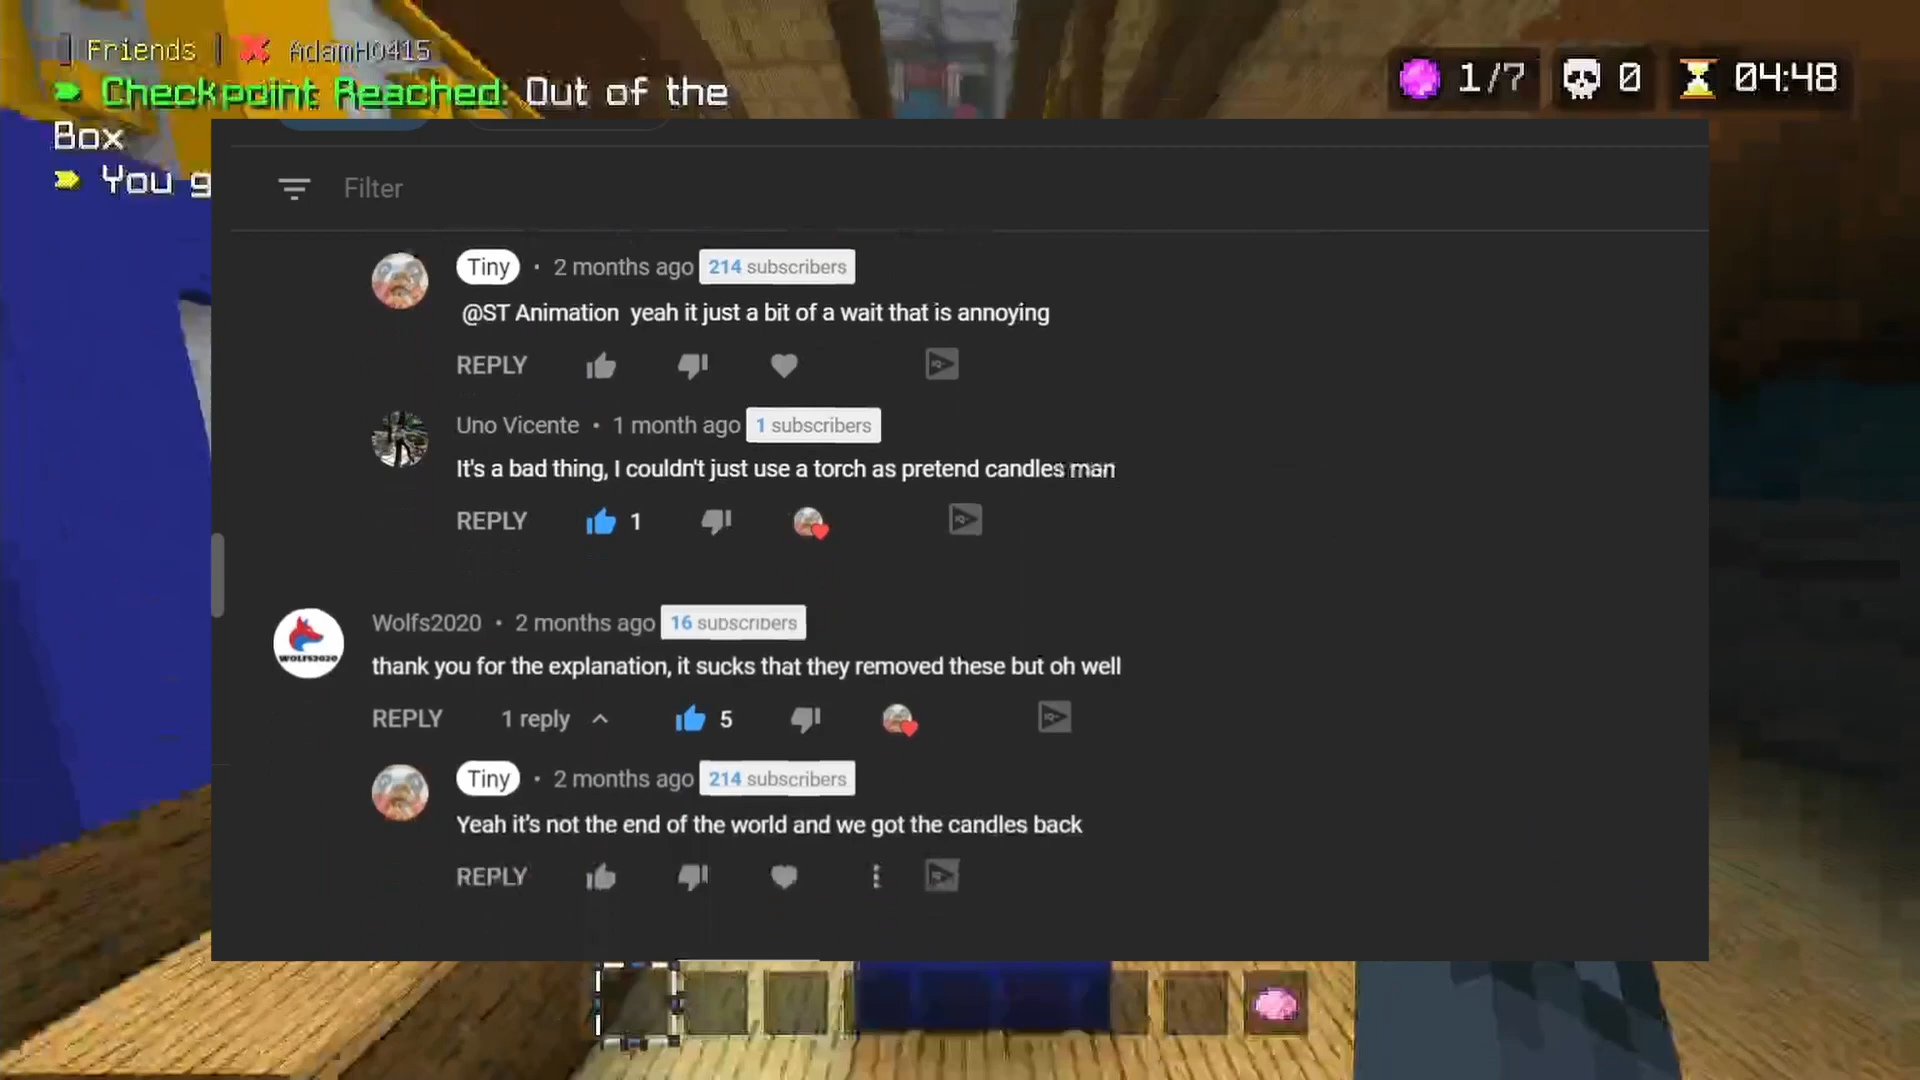 Friends | AdamH0415
Checkpoint Reached: Out of the
Box
You g
1/7
0
04:48
Filter
Tiny • 2 months ago 214 subscribers
@ST Animation yeah it just a bit of a wait that is annoying
REPLY
Uno Vicente • 1 month ago 1 subscribers
It's a bad thing, I couldn't just use a torch as pretend candles man
REPLY 1
WOLFS2020
Wolfs2020 • 2 months ago 16 subscribers
thank you for the explanation, it sucks that they removed these but oh well
REPLY 1 reply 5
Tiny • 2 months ago 214 subscribers
Yeah it's not the end of the world and we got the candles back
REPLY